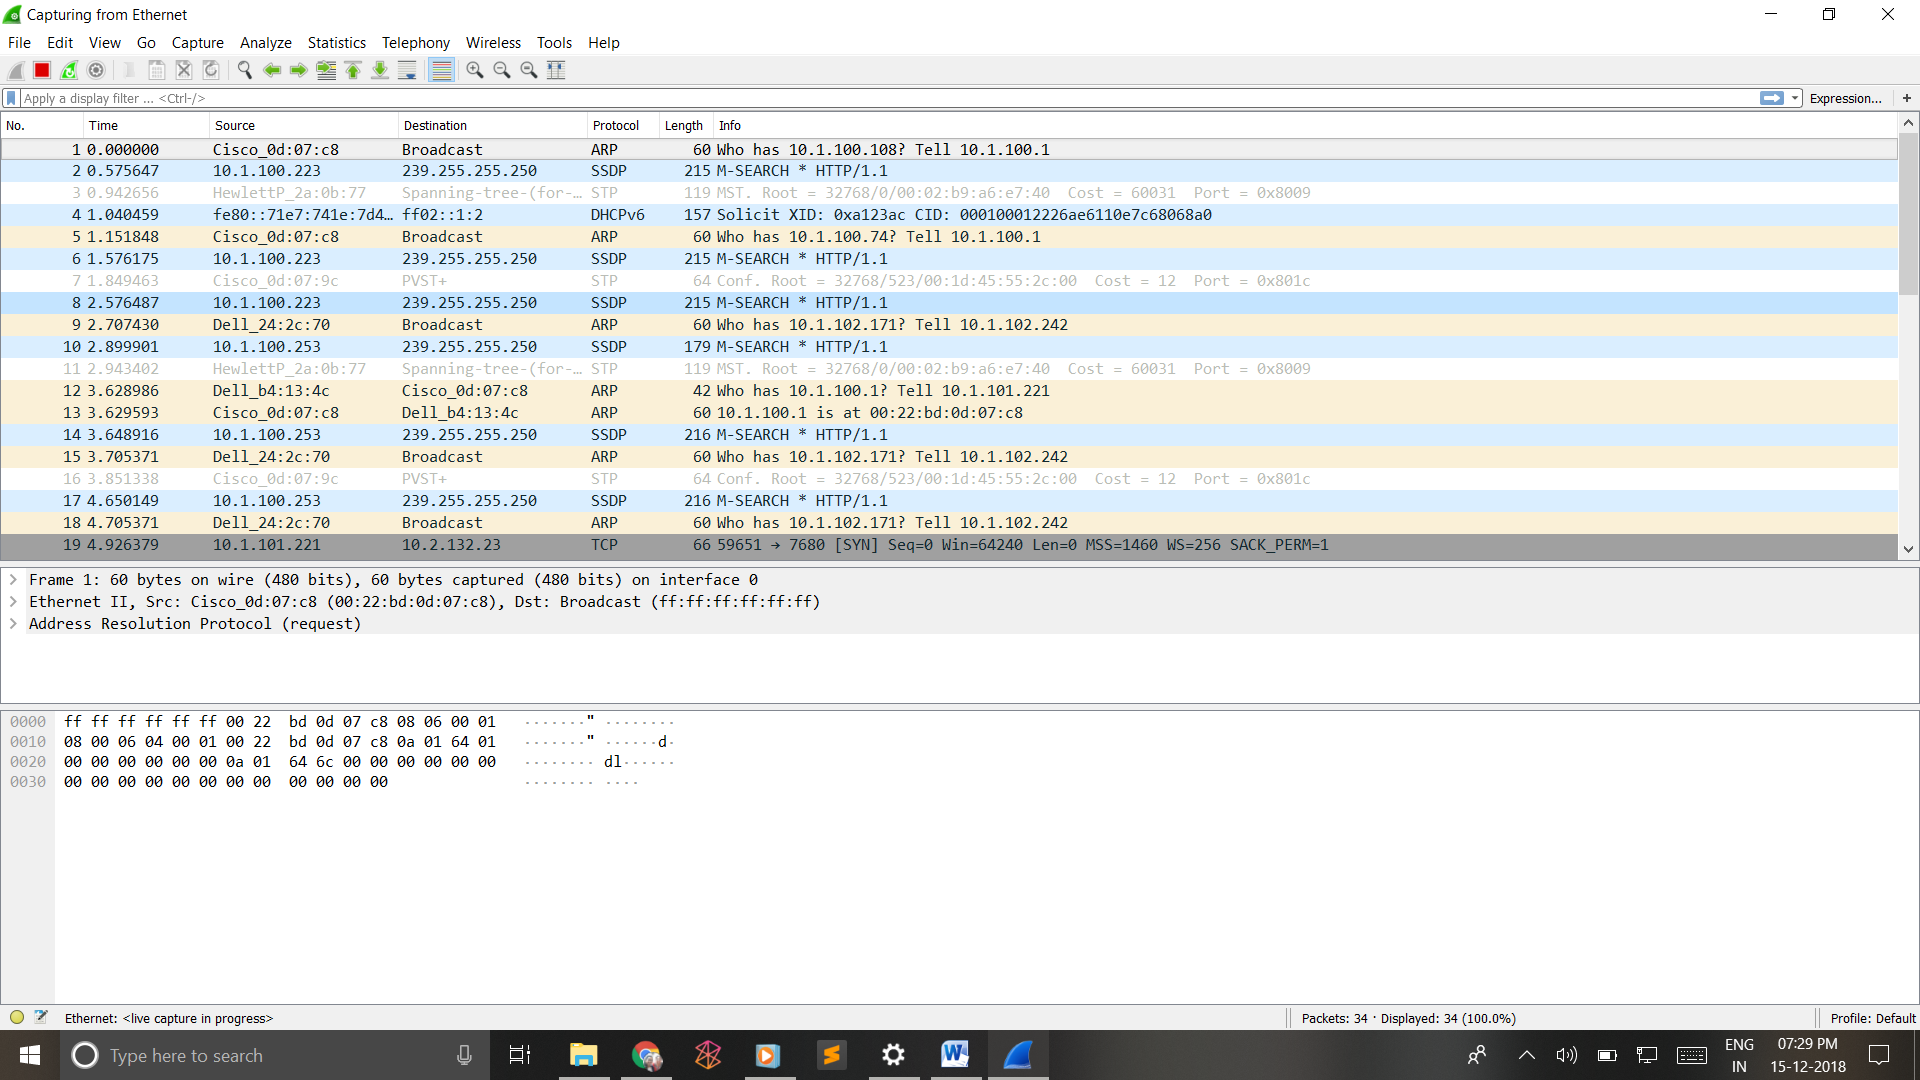 Capturing from Ethernet
File Edit View Go Capture Analyze Statistics Telephony Wireless Tools Help
Apply a display filter ... <Ctrl-/> Expression... +
No. Time Source Destination Protocol Length Info
1 0.000000 Cisco_0d:07:c8 Broadcast ARP 60 Who has 10.1.100.108? Tell 10.1.100.1
2 0.575647 10.1.100.223 239.255.255.250 SSDP 215 M-SEARCH * HTTP/1.1
3 0.942656 HewlettP_2a:0b:77 Spanning-tree-(for-… STP 119 MST. Root = 32768/0/00:02:b9:a6:e7:40 Cost = 60031 Port = 0x8009
4 1.040459 fe80::71e7:741e:7d4… ff02::1:2 DHCPv6 157 Solicit XID: 0xa123ac CID: 000100012226ae6110e7c68068a0
5 1.151848 Cisco_0d:07:c8 Broadcast ARP 60 Who has 10.1.100.74? Tell 10.1.100.1
6 1.576175 10.1.100.223 239.255.255.250 SSDP 215 M-SEARCH * HTTP/1.1
7 1.849463 Cisco_0d:07:9c PVST+ STP 64 Conf. Root = 32768/523/00:1d:45:55:2c:00 Cost = 12 Port = 0x801c
8 2.576487 10.1.100.223 239.255.255.250 SSDP 215 M-SEARCH * HTTP/1.1
9 2.707430 Dell_24:2c:70 Broadcast ARP 60 Who has 10.1.102.171? Tell 10.1.102.242
10 2.899901 10.1.100.253 239.255.255.250 SSDP 179 M-SEARCH * HTTP/1.1
11 2.943402 HewlettP_2a:0b:77 Spanning-tree-(for-… STP 119 MST. Root = 32768/0/00:02:b9:a6:e7:40 Cost = 60031 Port = 0x8009
12 3.628986 Dell_b4:13:4c Cisco_0d:07:c8 ARP 42 Who has 10.1.100.1? Tell 10.1.101.221
13 3.629593 Cisco_0d:07:c8 Dell_b4:13:4c ARP 60 10.1.100.1 is at 00:22:bd:0d:07:c8
14 3.648916 10.1.100.253 239.255.255.250 SSDP 216 M-SEARCH * HTTP/1.1
15 3.705371 Dell_24:2c:70 Broadcast ARP 60 Who has 10.1.102.171? Tell 10.1.102.242
16 3.851338 Cisco_0d:07:9c PVST+ STP 64 Conf. Root = 32768/523/00:1d:45:55:2c:00 Cost = 12 Port = 0x801c
17 4.650149 10.1.100.253 239.255.255.250 SSDP 216 M-SEARCH * HTTP/1.1
18 4.705371 Dell_24:2c:70 Broadcast ARP 60 Who has 10.1.102.171? Tell 10.1.102.242
19 4.926379 10.1.101.221 10.2.132.23 TCP 66 59651 → 7680 [SYN] Seq=0 Win=64240 Len=0 MSS=1460 WS=256 SACK_PERM=1
Frame 1: 60 bytes on wire (480 bits), 60 bytes captured (480 bits) on interface 0
Ethernet II, Src: Cisco_0d:07:c8 (00:22:bd:0d:07:c8), Dst: Broadcast (ff:ff:ff:ff:ff:ff)
Address Resolution Protocol (request)
0000 ff ff ff ff ff ff 00 22 bd 0d 07 c8 08 06 00 01 ·······" ········
0010 08 00 06 04 00 01 00 22 bd 0d 07 c8 0a 01 64 01 ·······" ······d·
0020 00 00 00 00 00 00 0a 01 64 6c 00 00 00 00 00 00 ········ dl······
0030 00 00 00 00 00 00 00 00 00 00 00 00 ········ ····
Ethernet: <live capture in progress> Packets: 34 · Displayed: 34 (100.0%) Profile: Default
Type here to search
ENG 07:29 PM
IN 15-12-2018